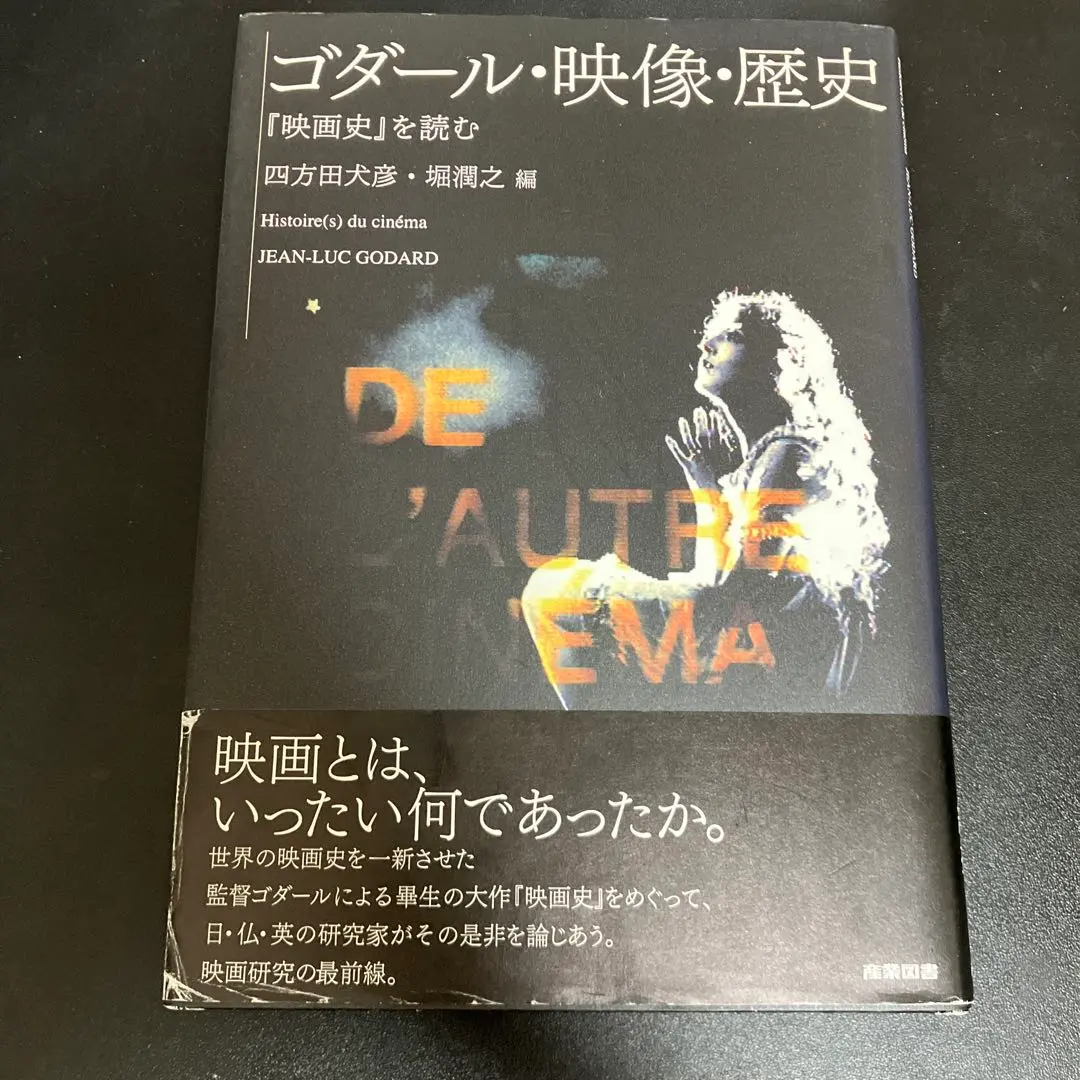 ゴダール・映像・歴史
『映画史』を読む
四方田犬彦・堀潤之 編
Histoire(s) du cinéma
JEAN-LUC GODARD
DE
L'AUTRE
CINEMA
映画とは、
いったい何であったか。
世界の映画史を一新させた
監督ゴダールによる畢生の大作『映画史』をめぐって、
日・仏・英の研究家がその是非を論じあう。
映画研究の最前線。
産業図書